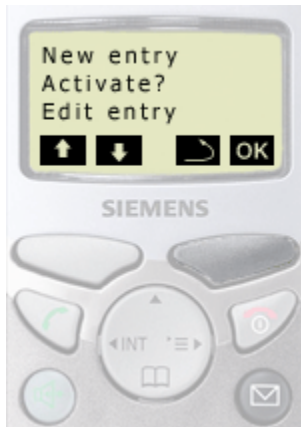 New entry
Activate?
Edit entry
OK
SIEMENS
INT